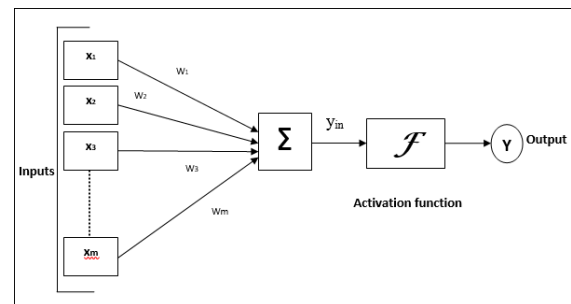 x1
W1
x2
W2
x3
W3
Inputs
Σ
yin
ℱ
Y
Output
Activation function
Wm
xm